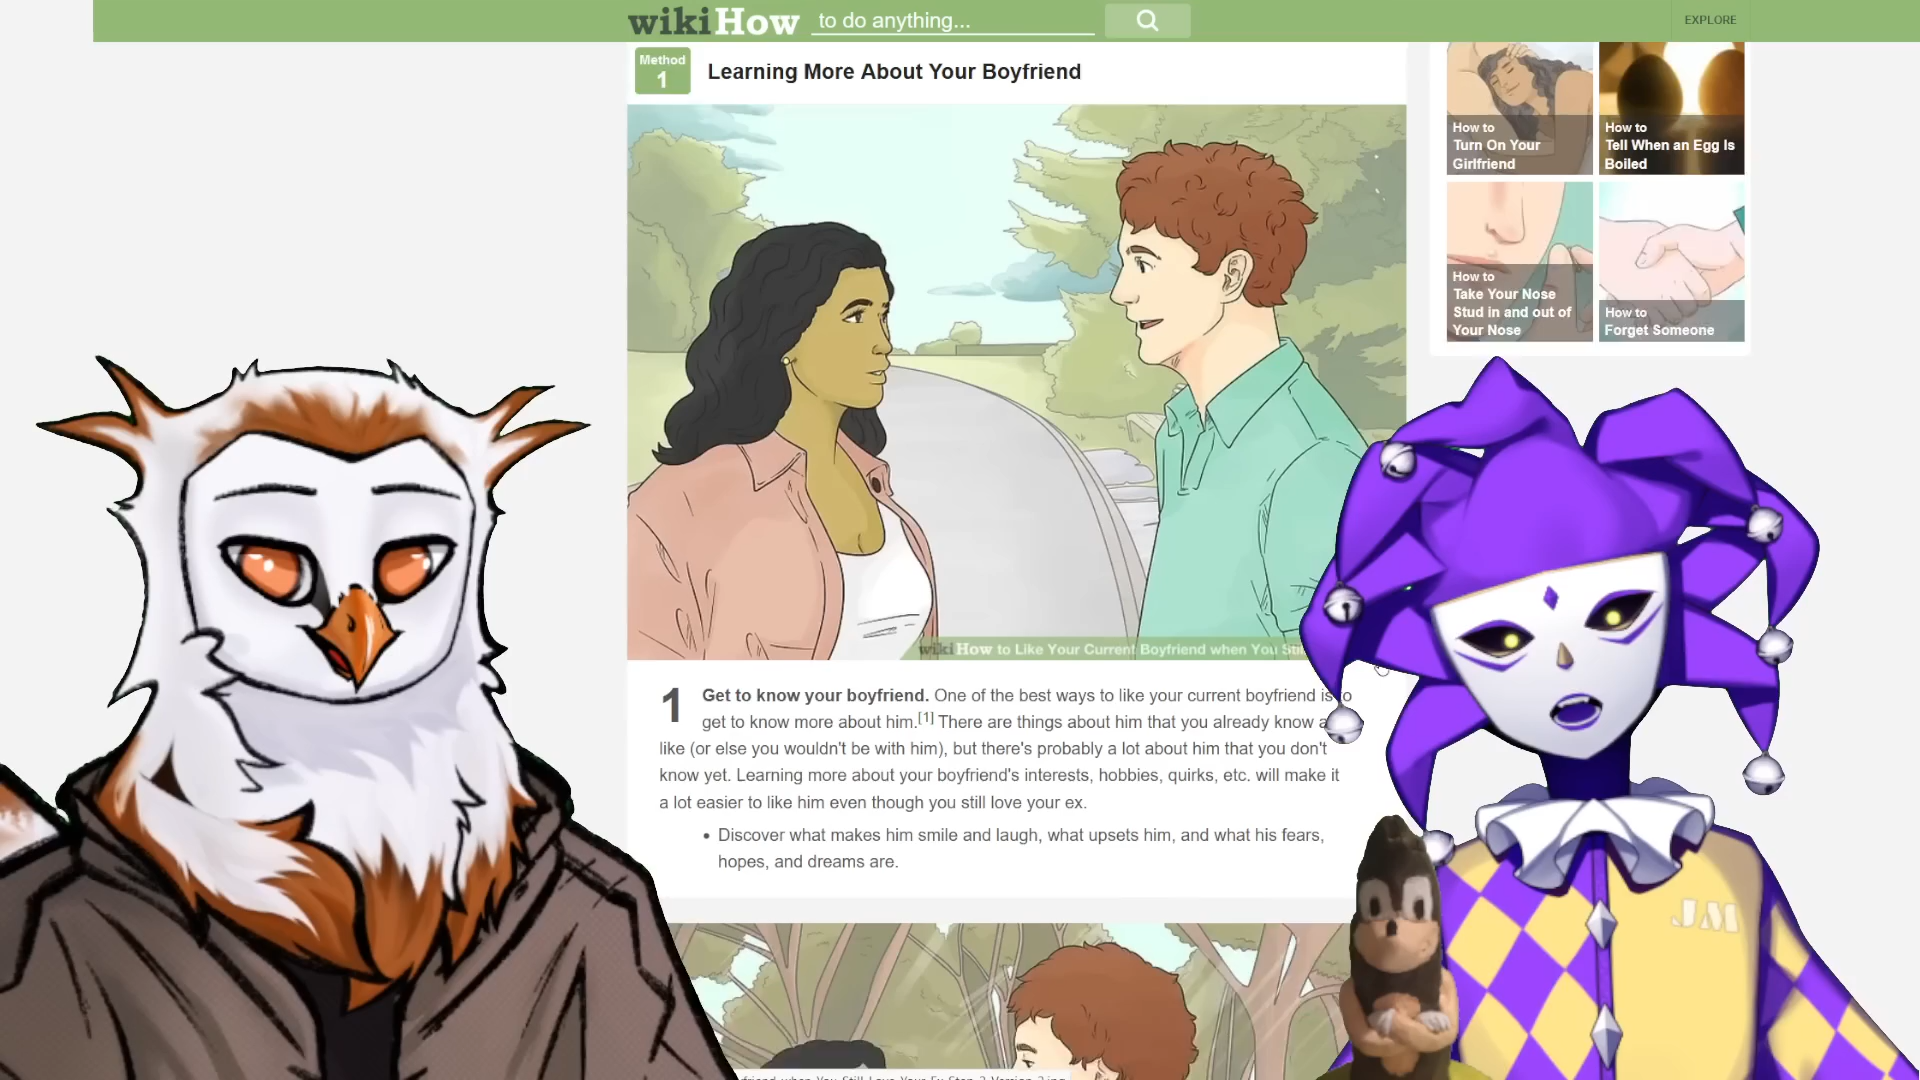 wikiHow to do anything...
EXPLORE
Method
1
Learning More About Your Boyfriend
How to
Turn On Your
Girlfriend
How to
Tell When an Egg Is
Boiled
How to
Take Your Nose
Stud in and out of
Your Nose
How to
Forget Someone
wikiHow to Like Your Current Boyfriend when You
1
Get to know your boyfriend. One of the best ways to like your current boyfriend is to
get to know more about him.[1] There are things about him that you already know
like (or else you wouldn't be with him), but there's probably a lot about him that you don't
know yet. Learning more about your boyfriend's interests, hobbies, quirks, etc. will make it
a lot easier to like him even though you still love your ex.
• Discover what makes him smile and laugh, what upsets him, and what his fears,
hopes, and dreams are.
JM